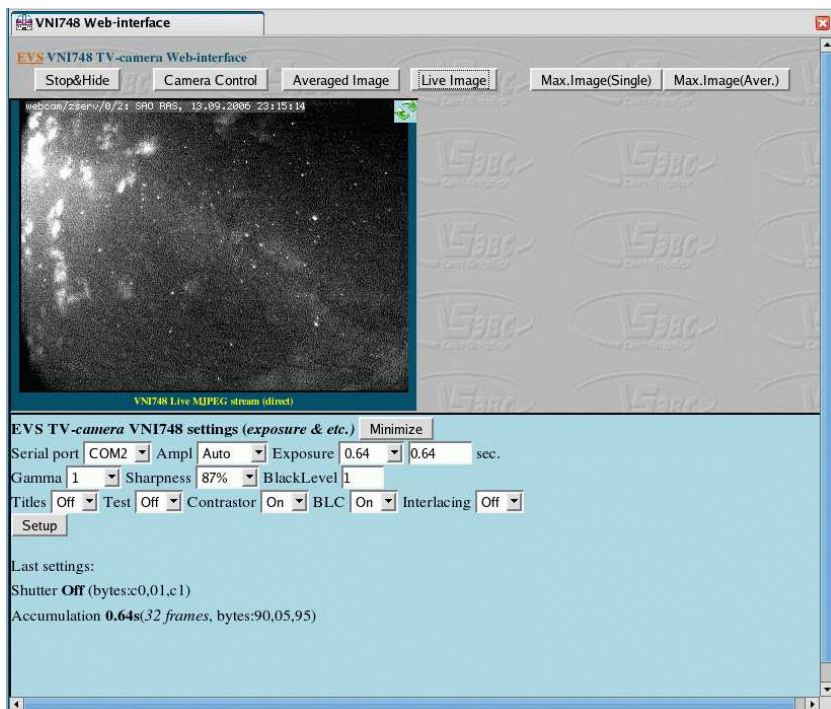 VNI748 Web-interface
EVS VNI748 TV-camera Web-interface
Stop&Hide Camera Control Averaged Image Live Image Max.Image(Single) Max.Image(Aver.)
webcam/zserv/0/2: SAO RAS, 13.09.2006 23:15:14
VNI748 Live MJPEG stream (direct)
EVS TV-camera VNI748 settings (exposure & etc.) Minimize
Serial port COM2 Ampl Auto Exposure 0.64 0.64 sec.
Gamma 1 Sharpness 87% BlackLevel 1
Titles Off Test Off Contrastor On BLC On Interlacing Off
Setup
Last settings:
Shutter Off (bytes:c0,01,c1)
Accumulation 0.64s(32 frames, bytes:90,05,95)